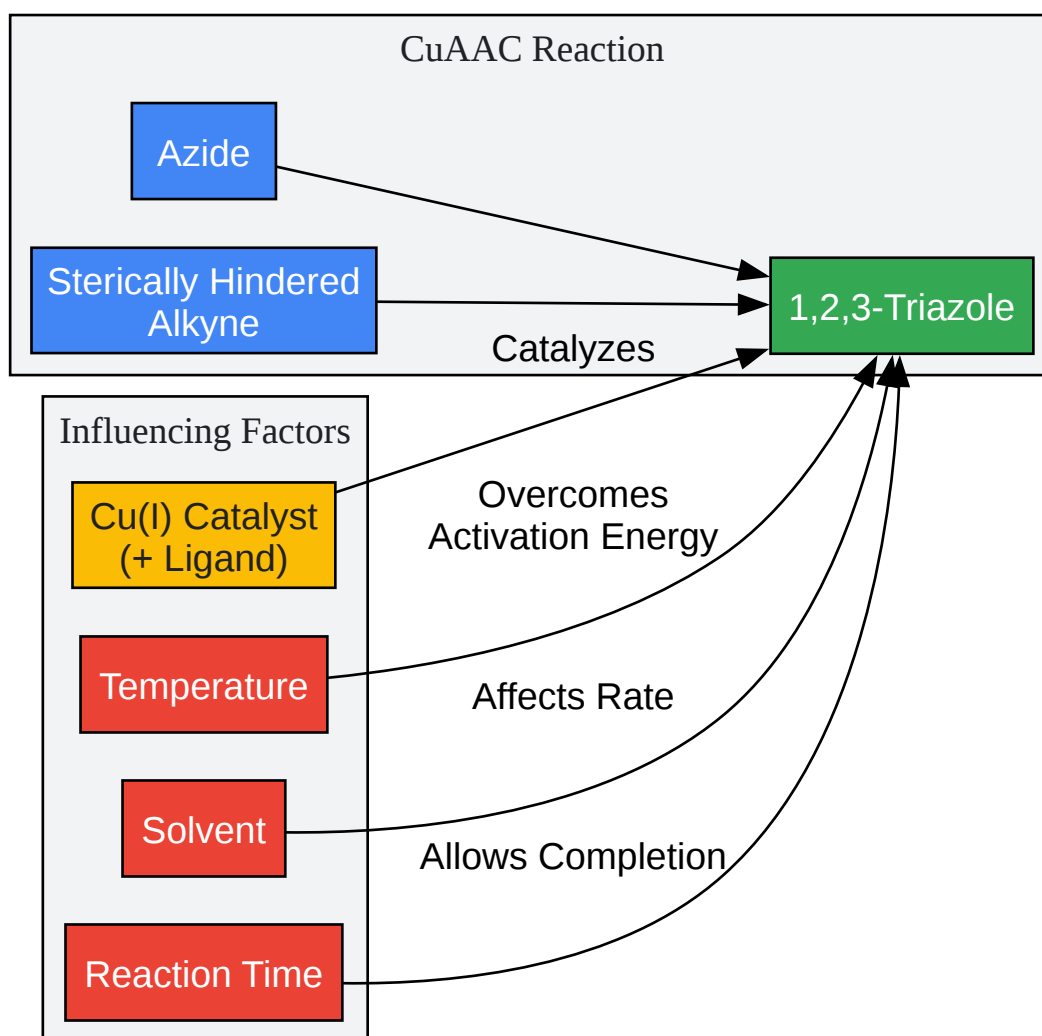 CuAAC Reaction
Azide
Sterically Hindered
Alkyne
1,2,3-Triazole
Catalyzes
Influencing Factors
Cu(I) Catalyst
(+ Ligand)
Overcomes
Activation Energy
Temperature
Affects Rate
Solvent
Allows Completion
Reaction Time